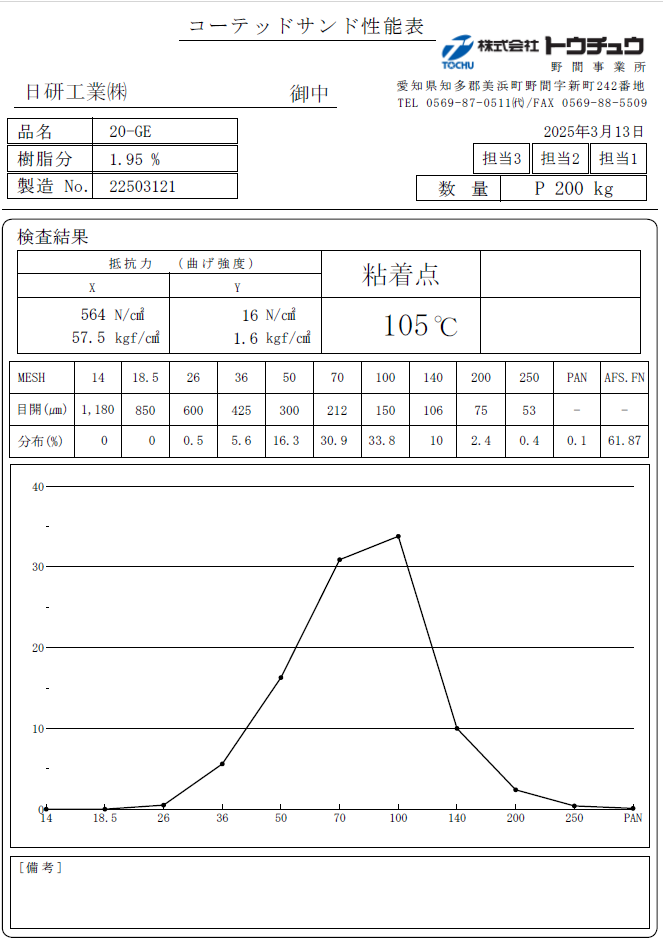 コーテッドサンド性能表
TOCHU 株式会社 トウチュウ
野間事業所
日研工業㈱ 御中
愛知県知多郡美浜町野間字新町242番地
TEL 0569-87-0511㈹/FAX 0569-88-5509
品名 20-GE
樹脂分 1.95 %
製造 No. 22503121
2025年3月13日
担当3 担当2 担当1
数 量 P 200 kg
検査結果
抵抗力 (曲げ強度) 粘着点
X Y
564 N/c㎡ 16 N/c㎡ 105℃
57.5 kgf/c㎡ 1.6 kgf/c㎡
MESH 14 18.5 26 36 50 70 100 140 200 250 PAN AFS.FN
目開(μm) 1,180 850 600 425 300 212 150 106 75 53 - -
分布(%) 0 0 0.5 5.6 16.3 30.9 33.8 10 2.4 0.4 0.1 61.87
40
30
20
10
0
14 18.5 26 36 50 70 100 140 200 250 PAN
[備考]